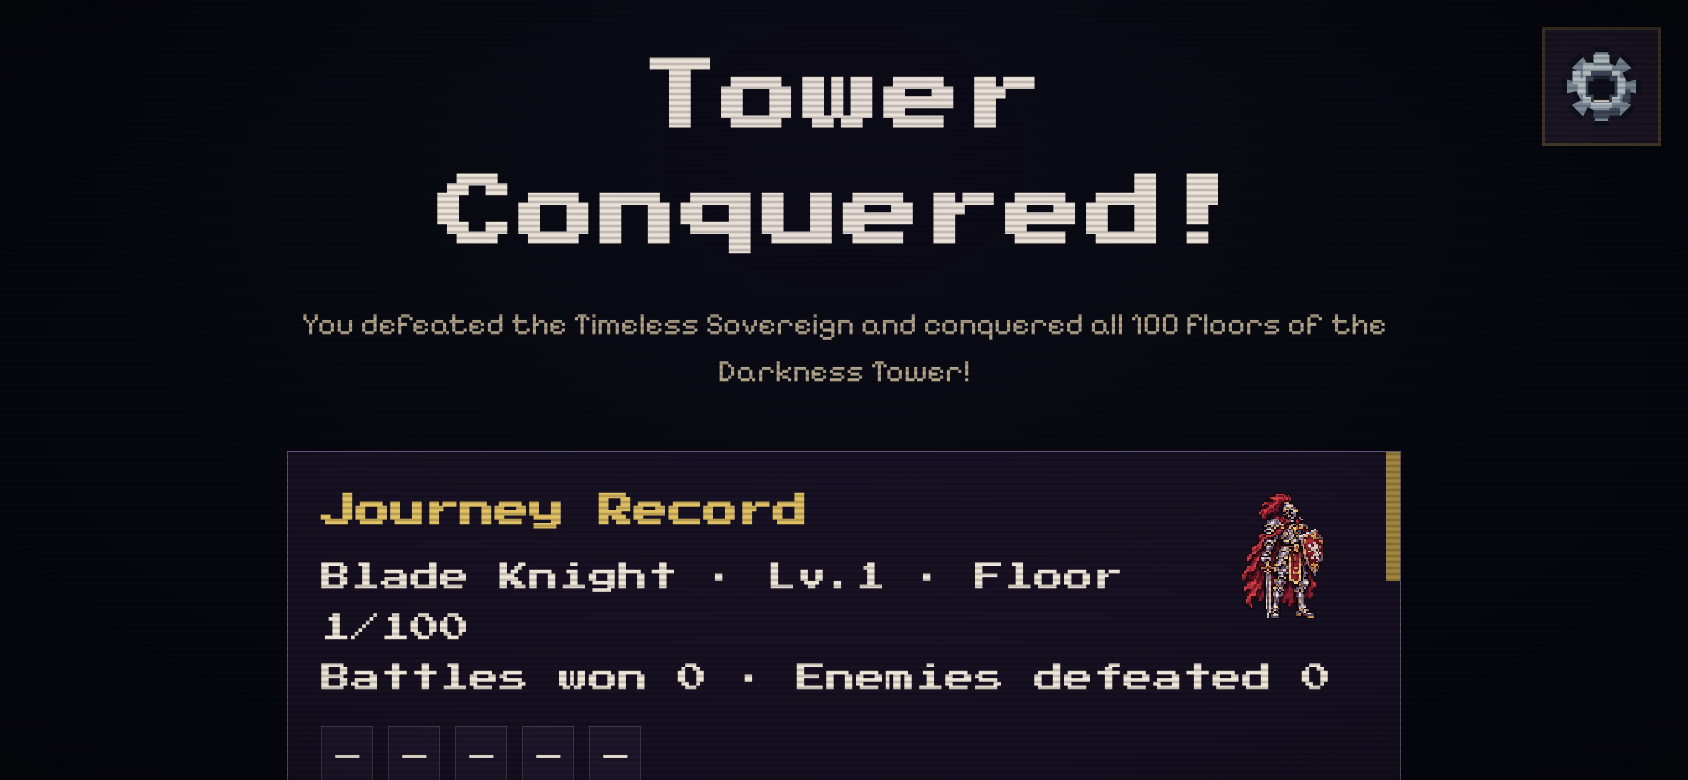 Tower
Conquered!
You defeated the Timeless Sovereign and conquered all 100 floors of the
Darkness Tower!
Journey Record
Blade Knight · Lv.1 · Floor
1/100
Battles won 0 · Enemies defeated 0
— — — — —